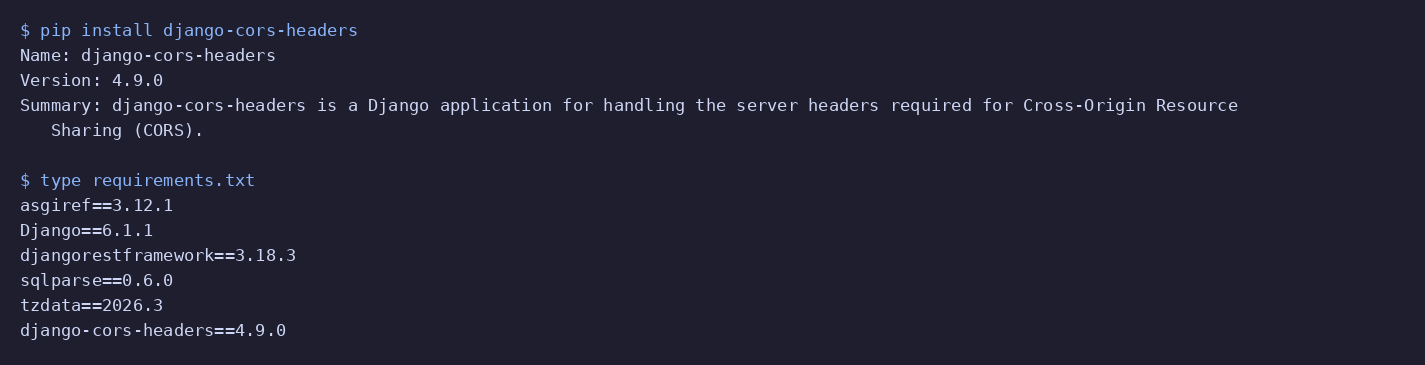 $ pip install django-cors-headers
Name: django-cors-headers
Version: 4.9.0
Summary: django-cors-headers is a Django application for handling the server headers required for Cross-Origin Resource
Sharing (CORS).
$ type requirements.txt
asgiref==3.12.1
Django==6.1.1
djangorestframework==3.18.3
sqlparse==0.6.0
tzdata==2026.3
django-cors-headers==4.9.0